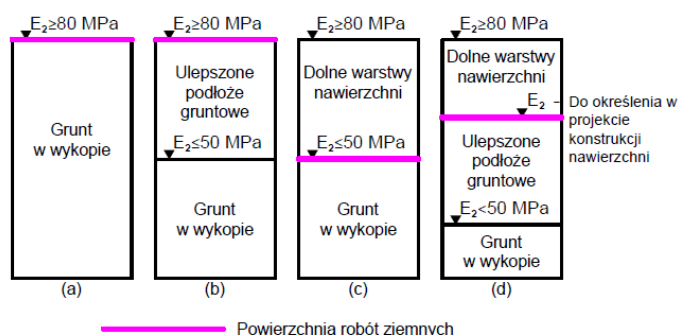 E₂≥80 MPa
Grunt
w wykopie
(a)
E₂≥80 MPa
Ulepszone
podłoże
gruntowe
E₂≤50 MPa
Grunt
w wykopie
(b)
E₂≥80 MPa
Dolne warstwy
nawierzchni
E₂≤50 MPa
Grunt
w wykopie
(c)
E₂≥80 MPa
Dolne warstwy
nawierzchni
E₂ - Do określenia w
projekcie
konstrukcji
nawierzchni
Ulepszone
podłoże
gruntowe
E₂<50 MPa
Grunt
w wykopie
(d)
Powierzchnia robót ziemnych